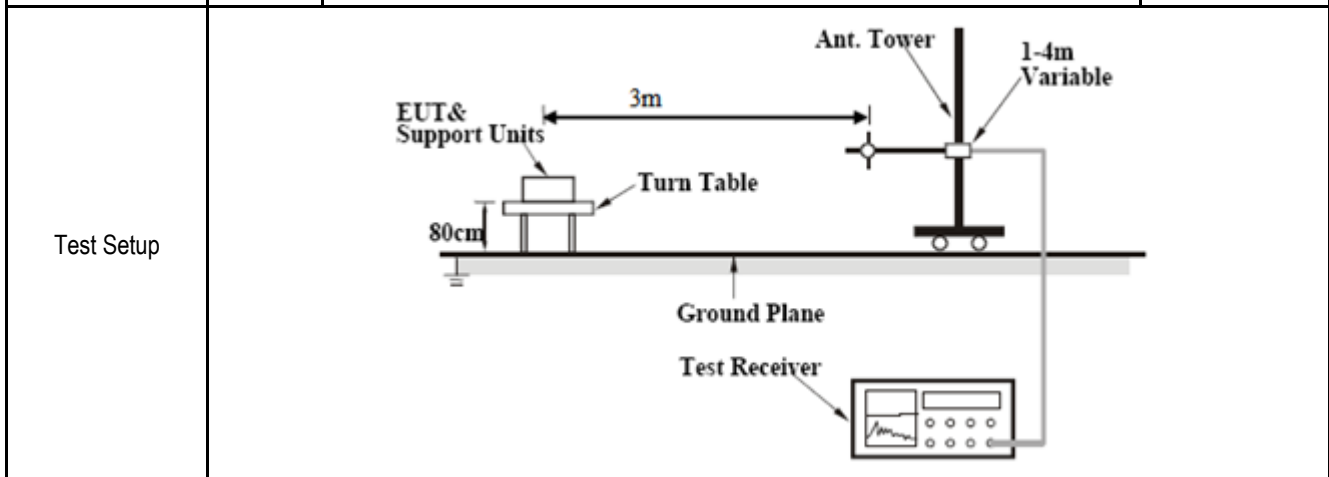 Test Setup
Ant. Tower
1-4m
Variable
3m
EUT&
Support Units
Turn Table
80cm
Ground Plane
Test Receiver